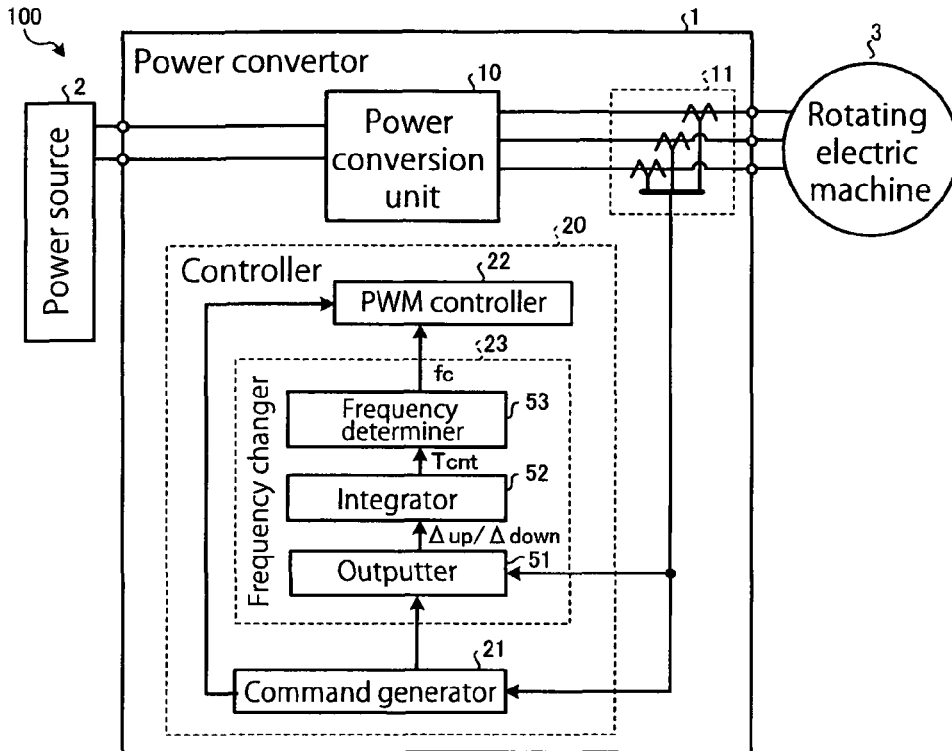 100
1
3
2
Power convertor
10
11
Power source
Power
conversion
unit
Rotating
electric
machine
20
Controller
22
PWM controller
23
fc
Frequency changer
Frequency
determiner
53
Tcnt
52
Integrator
Δup/Δdown
51
Outputter
21
Command generator